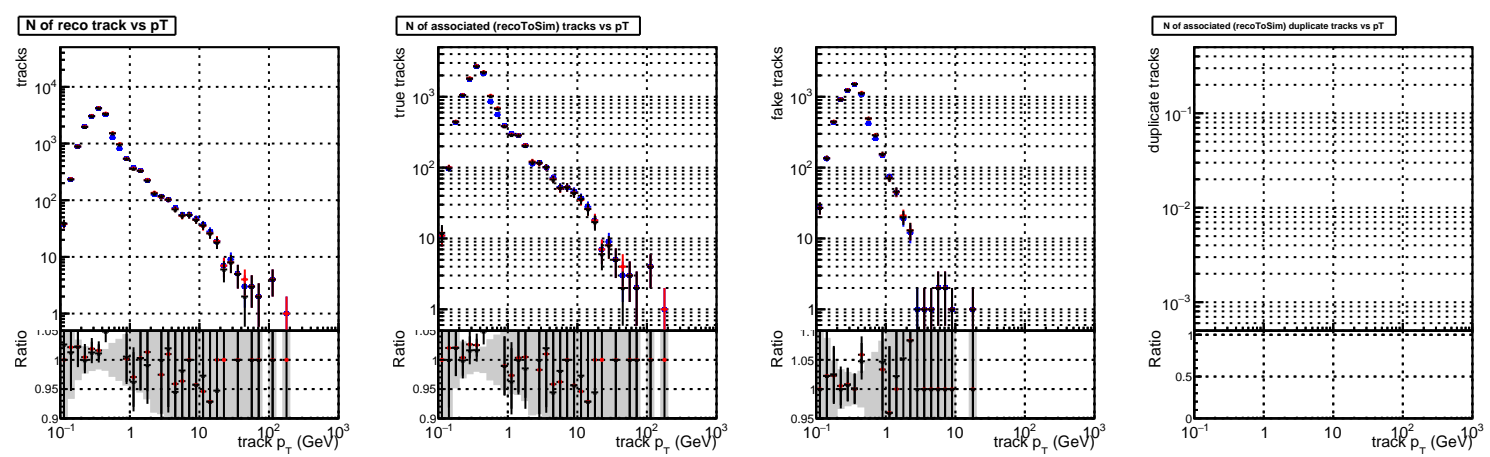 N of reco track vs pT
tracks
10⁴
10³
10²
10
1
Ratio
1.05
1
0.95
0.9
10⁻¹ 1 10 10² 10³
track p_T (GeV)
N of associated (recoToSim) tracks vs pT
true tracks
10³
10²
10
1
Ratio
1.05
1
0.95
0.9
10⁻¹ 1 10 10² 10³
track p_T (GeV)
fake tracks
10³
10²
10
1
Ratio
1.1
1.05
1
0.95
10⁻¹ 1 10 10² 10³
track p_T (GeV)
N of associated (recoToSim) duplicate tracks vs pT
duplicate tracks
10⁻¹
10⁻²
10⁻³
Ratio
1
0.5
0
10⁻¹ 1 10 10² 10³
track p_T (GeV)